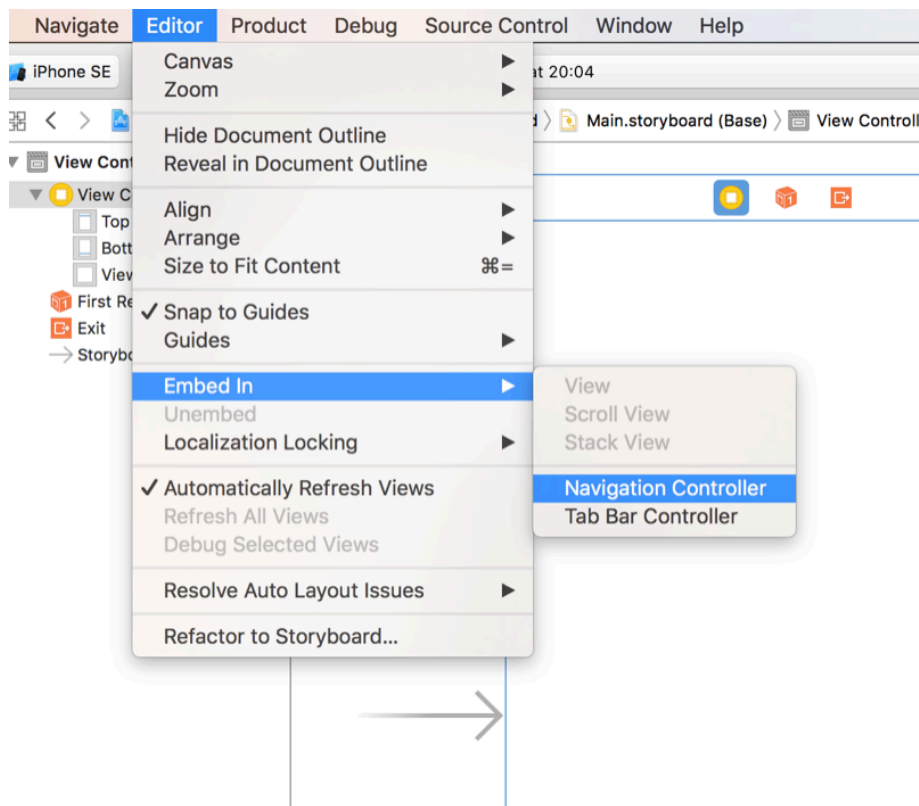 Navigate Editor Product Debug Source Control Window Help
iPhone SE at 20:04
Main.storyboard (Base) View Controll
View Cont
View C
Top
Bott
View
First Re
Exit
Storybo
Canvas
Zoom
Hide Document Outline
Reveal in Document Outline
Align
Arrange
Size to Fit Content ⌘=
✓ Snap to Guides
Guides
Embed In
Unembed
Localization Locking
✓ Automatically Refresh Views
Refresh All Views
Debug Selected Views
Resolve Auto Layout Issues
Refactor to Storyboard...
View
Scroll View
Stack View
Navigation Controller
Tab Bar Controller